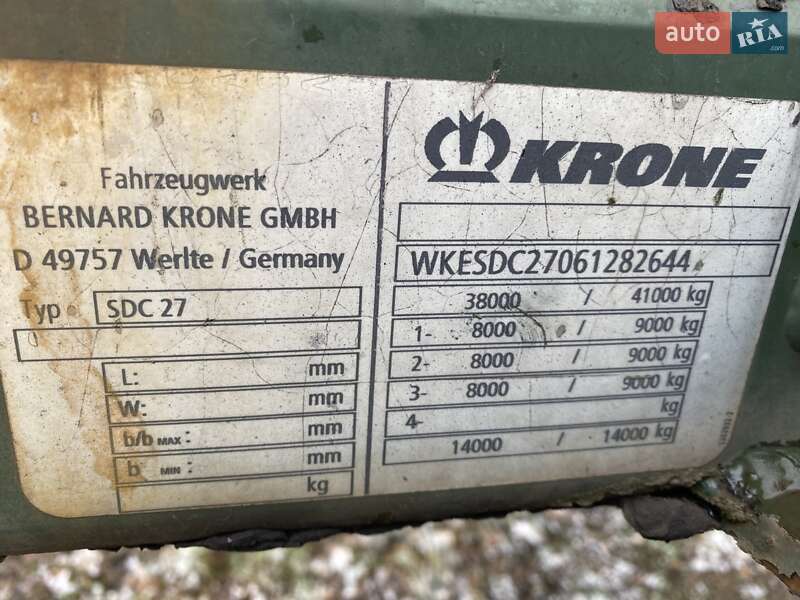 auto RIA.com
Fahrzeugwerk
BERNARD KRONE GMBH
D 49757 Werlte / Germany
Typ SDC 27
L: mm
W: mm
b/b MAX: mm
b MIN: mm
kg
KRONE
WKESDC27061282644
38000 / 41000 kg
1- 8000 / 9000 kg
2- 8000 / 9000 kg
3- 8000 / 9000 kg
4- kg
14000 / 14000 kg